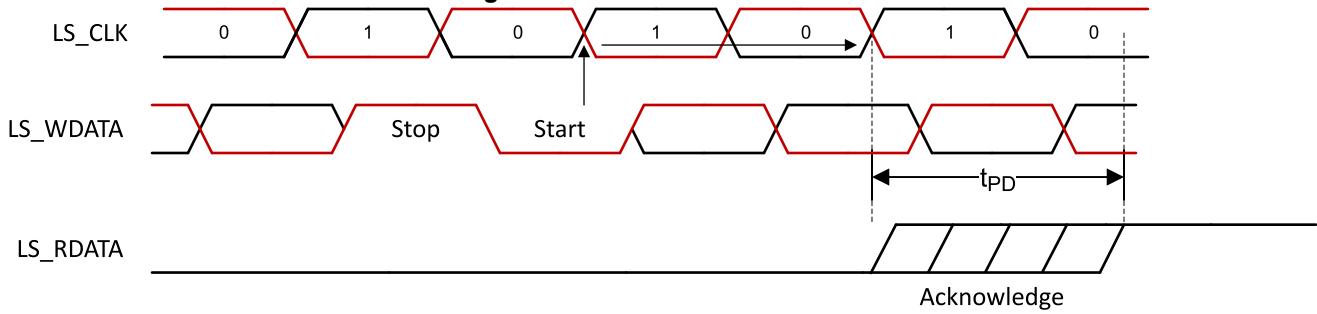 LS_CLK 0 1 0 1 0 1 0
LS_WDATA Stop Start
tPD
LS_RDATA
Acknowledge